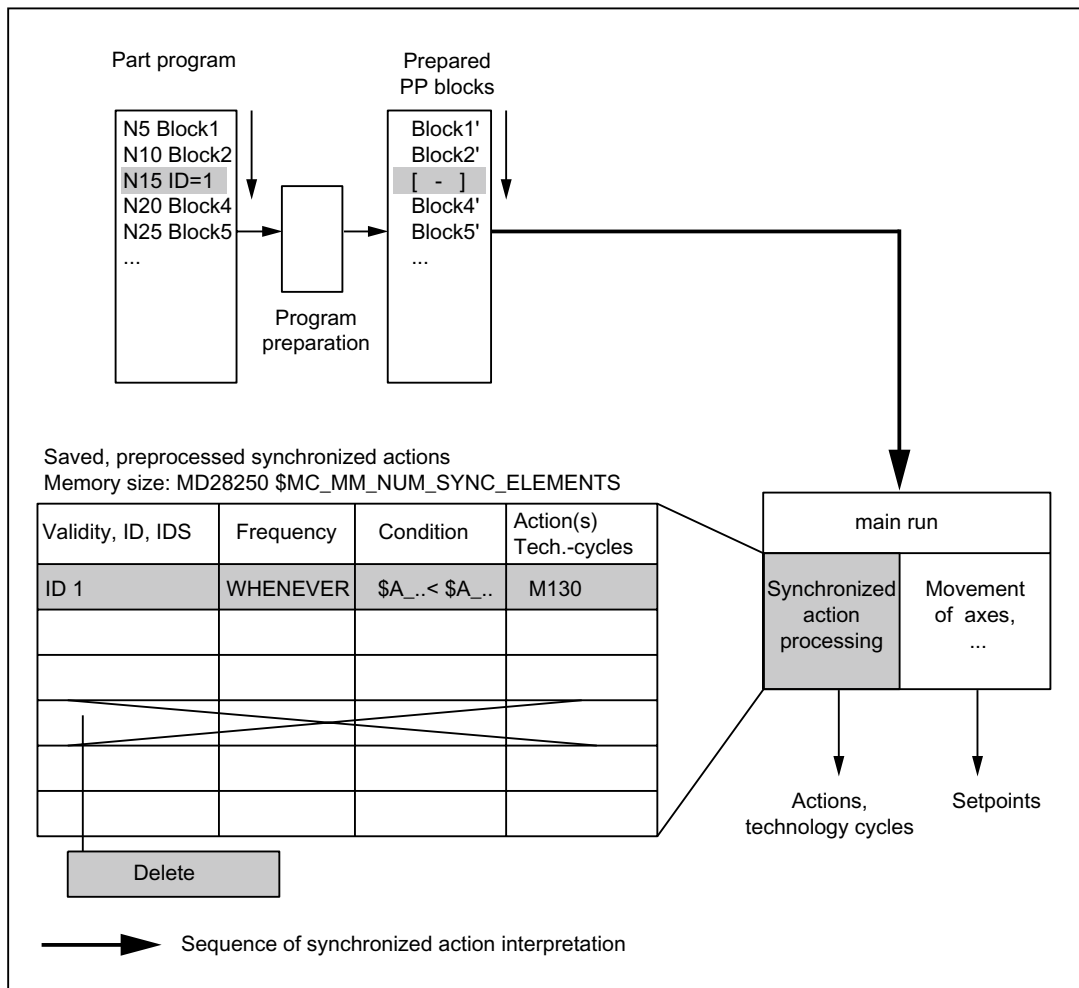 Part program
Prepared
PP blocks
N5 Block1
N10 Block2
N15 ID=1
N20 Block4
N25 Block5
...
Program
preparation
Block1'
Block2'
[ - ]
Block4'
Block5'
...
Saved, preprocessed synchronized actions
Memory size: MD28250 $MC_MM_NUM_SYNC_ELEMENTS
Validity, ID, IDS
Frequency
Condition
Action(s)
Tech.-cycles
ID 1
WHENEVER
$A_..< $A_..
M130
Delete
main run
Synchronized
action
processing
Movement
of axes,
...
Actions,
technology cycles
Setpoints
Sequence of synchronized action interpretation